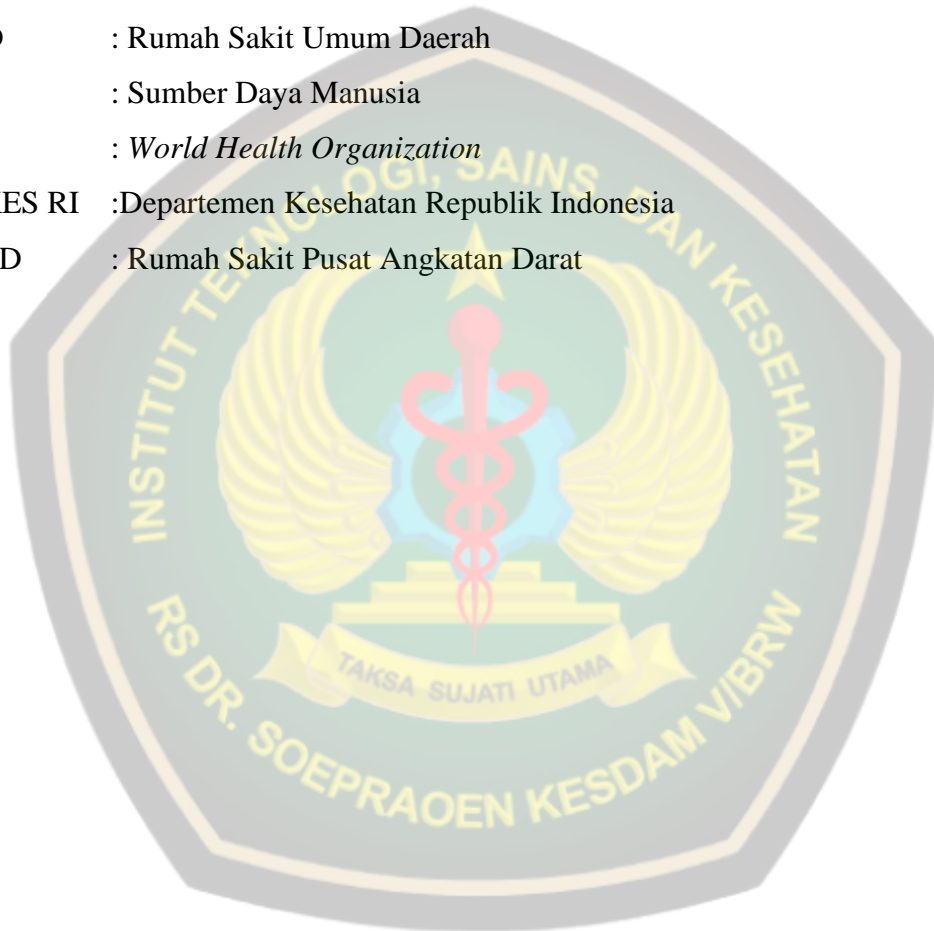 D : Rumah Sakit Umum Daerah
: Sumber Daya Manusia
: World Health Organization
KES RI :Departemen Kesehatan Republik Indonesia
D : Rumah Sakit Pusat Angkatan Darat
INSTITUT TEKNOLOGI, SAINS, DAN KESEHATAN
TAKSA SUJATI UTAMA
RS DR. SOEPRAOEN KESDAM V/BRW